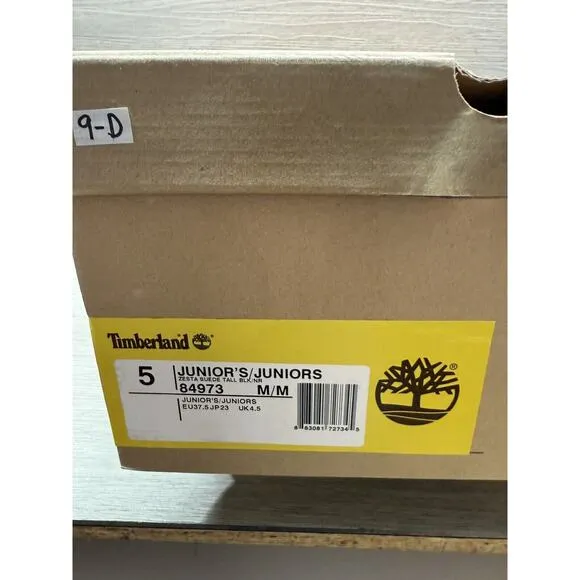 9-D
Timberland
®
5 JUNIOR'S/JUNIORS
ZESTA SUEDE TALL BLK/NR
84973 M/M
JUNIOR'S/JUNIORS
EU37.5 JP23 UK4.5
8 83081 72734 5